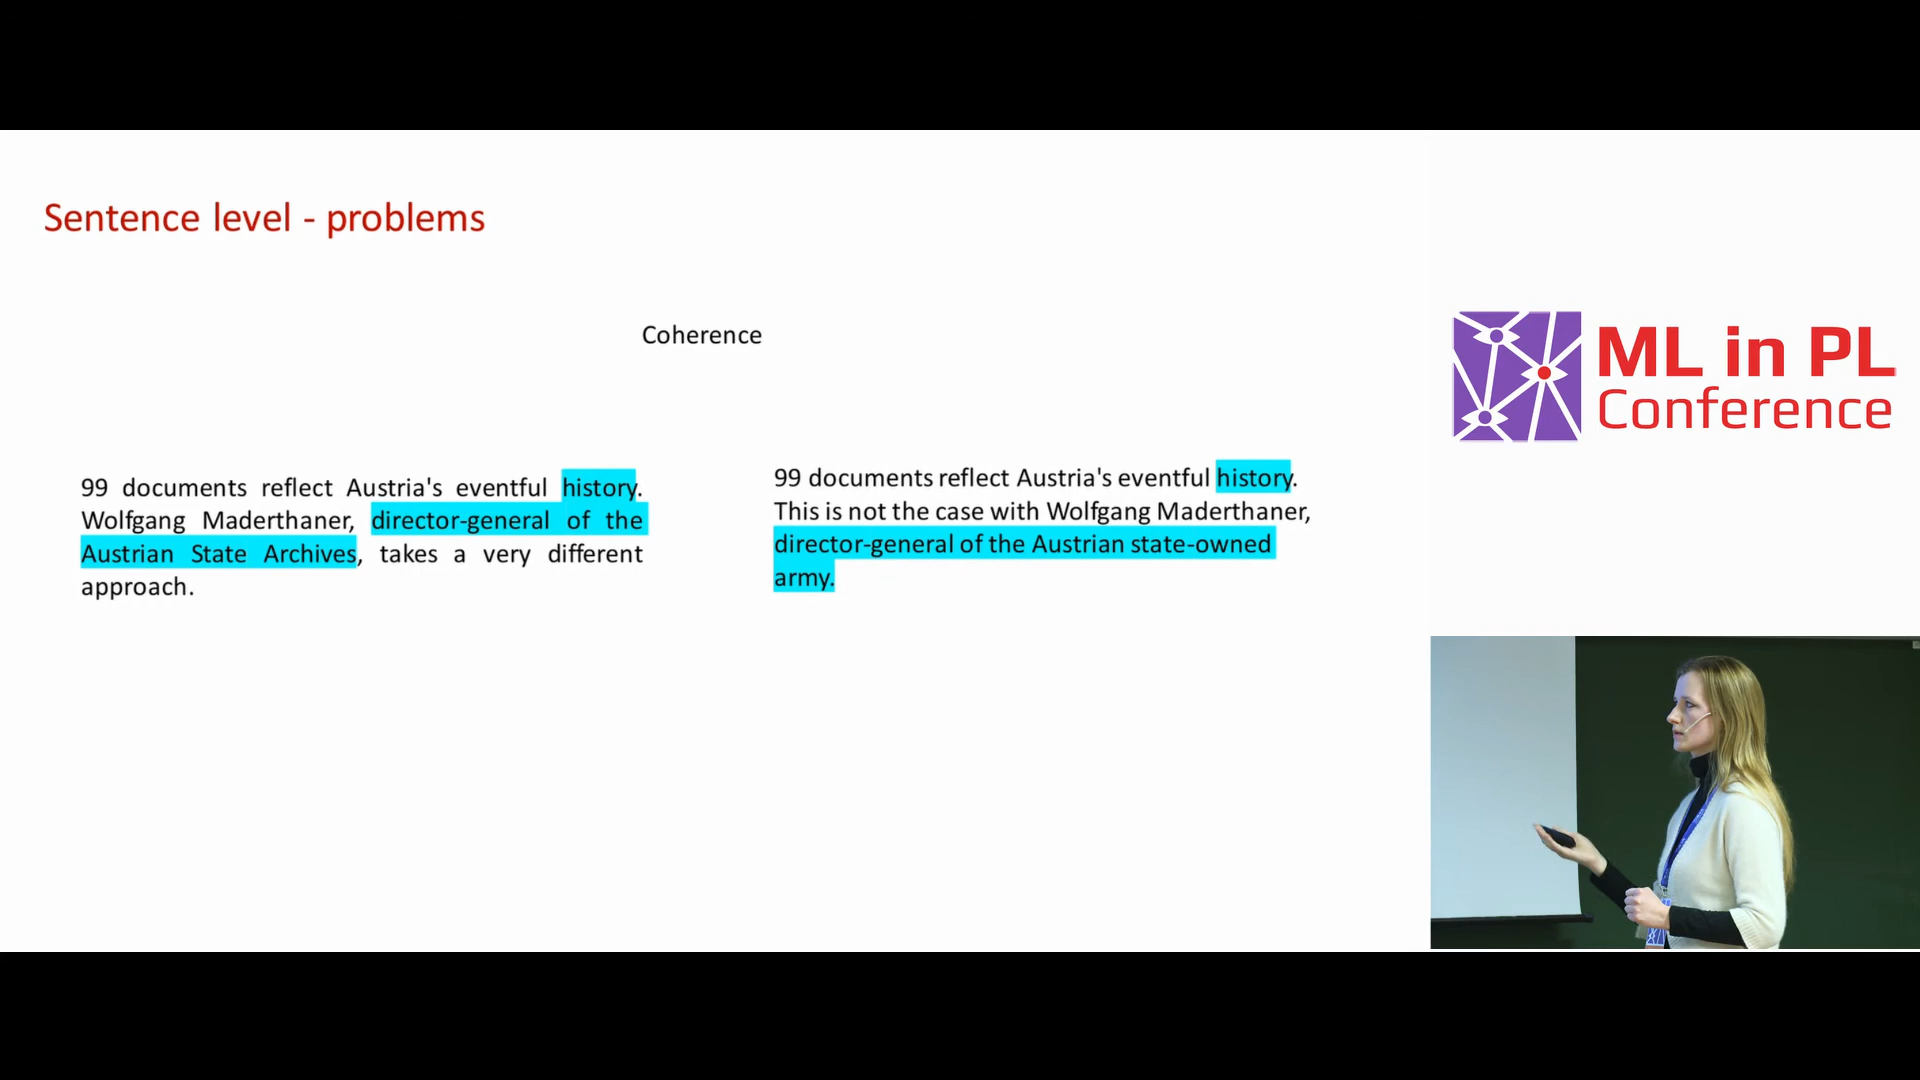 Sentence level - problems
Coherence
99 documents reflect Austria's eventful history.
Wolfgang Maderthaner, director-general of the
Austrian State Archives, takes a very different
approach.
99 documents reflect Austria's eventful history.
This is not the case with Wolfgang Maderthaner,
director-general of the Austrian state-owned
army.
ML in PL
Conference